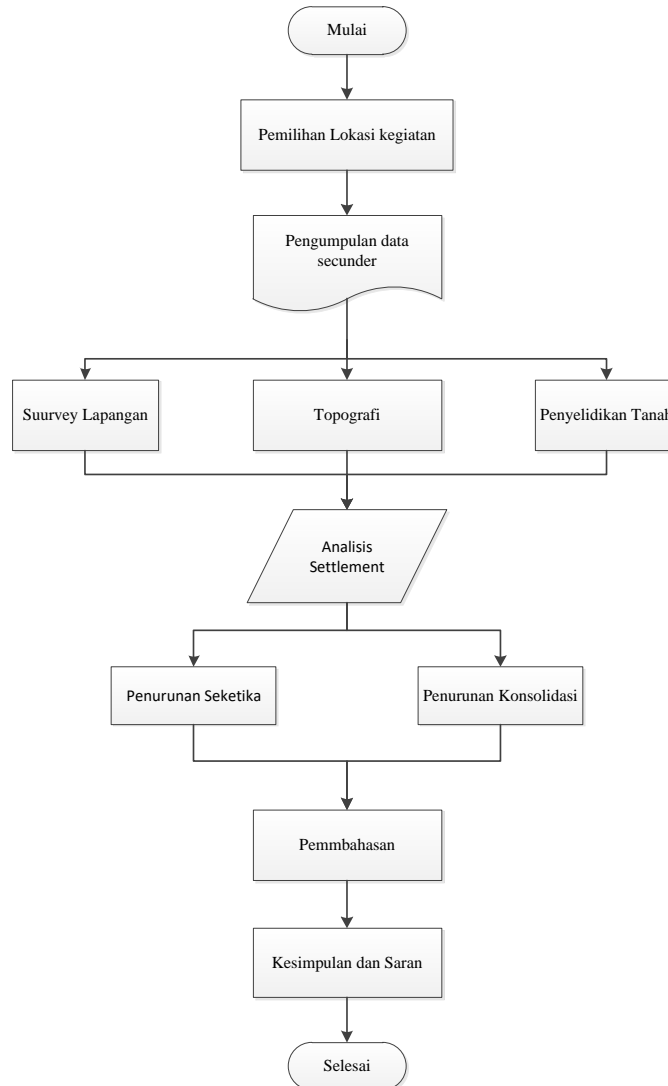 Mulai
Pemilihan Lokasi kegiatan
Pengumpulan data
secunder
Suurvey Lapangan
Topografi
Penyelidikan Tanah
Analisis
Settlement
Penurunan Seketika
Penurunan Konsolidasi
Pemmbahasan
Kesimpulan dan Saran
Selesai